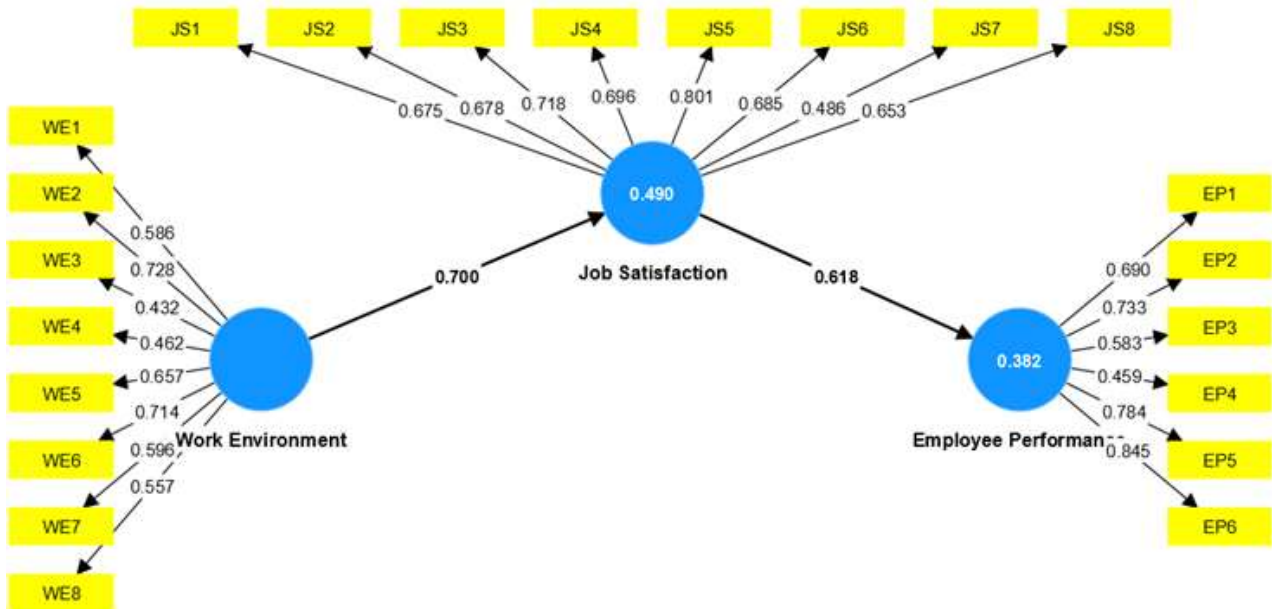 JS1
JS2
JS3
JS4
JS5
JS6
JS7
JS8
0.675
0.678
0.718
0.696
0.801
0.685
0.486
0.653
WE1
WE2
WE3
WE4
WE5
WE6
WE7
WE8
0.586
0.728
0.432
0.462
0.657
0.714
0.596
0.557
Work Environment
0.700
0.490
Job Satisfaction
0.618
0.382
Employee Performance
0.690
0.733
0.583
0.459
0.784
0.845
EP1
EP2
EP3
EP4
EP5
EP6